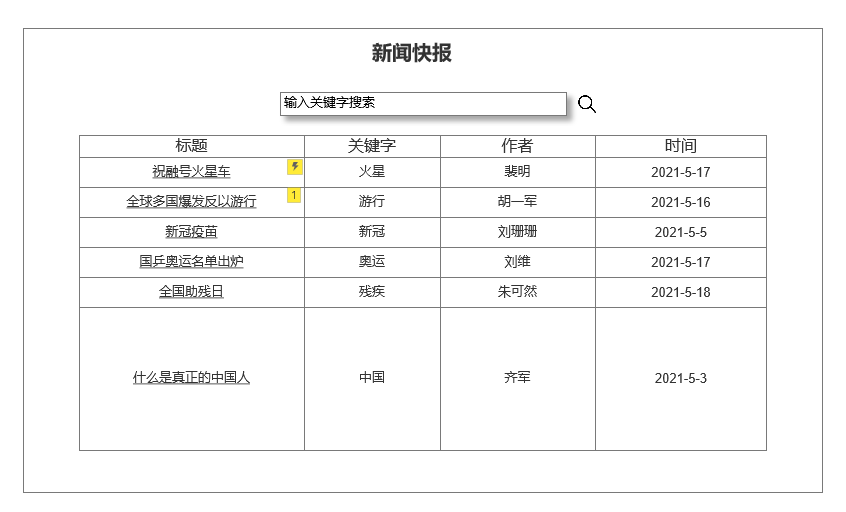 新闻快报
输入关键字搜索
标题 关键字 作者 时间
祝融号火星车 火星 裴明 2021-5-17
全球多国爆发反以游行 1 游行 胡一军 2021-5-16
新冠疫苗 新冠 刘珊珊 2021-5-5
国乒奥运名单出炉 奥运 刘维 2021-5-17
全国助残日 残疾 朱可然 2021-5-18
什么是真正的中国人 中国 齐军 2021-5-3